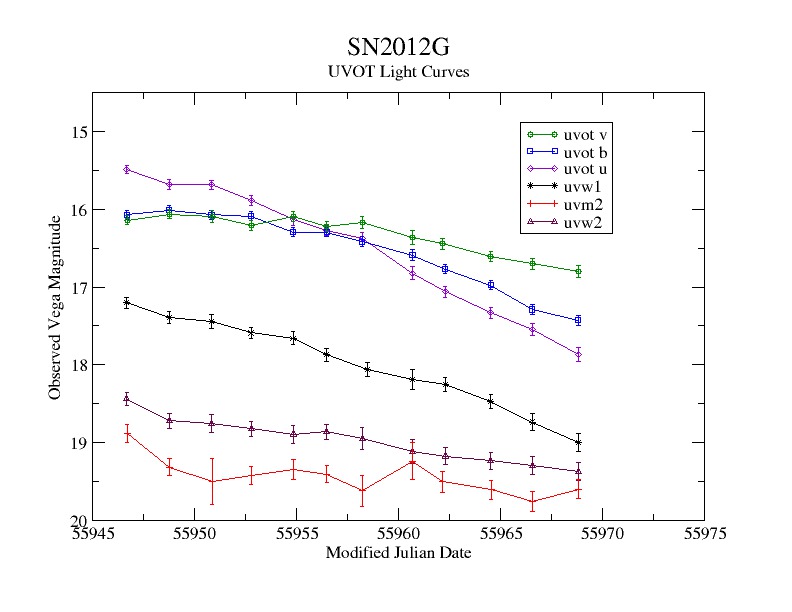 SN2012G
UVOT Light Curves
Observed Vega Magnitude
15
16
17
18
19
20
uvot v
uvot b
uvot u
uvw1
uvm2
uvw2
55945 55950 55955 55960 55965 55970 55975
Modified Julian Date